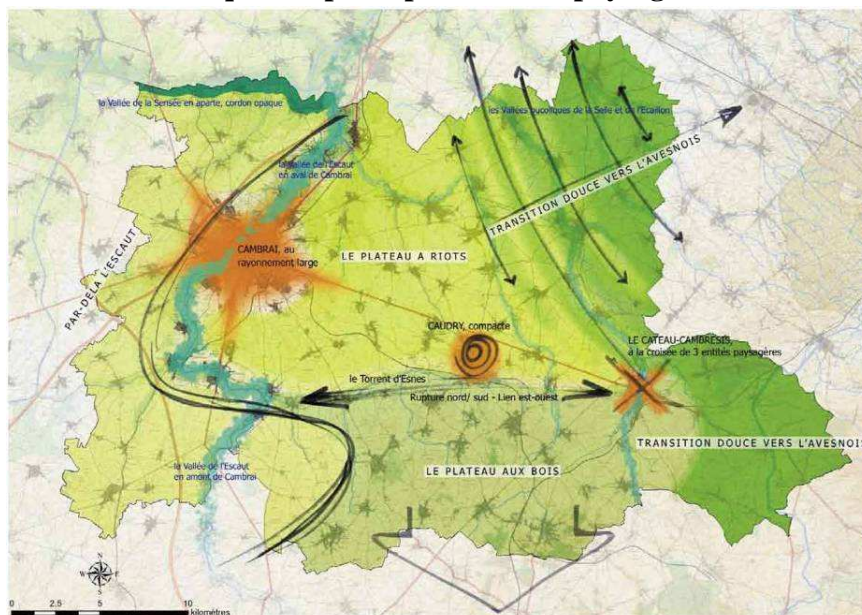 la Vallée de la Sensée en aparte, cordon opaque
les Vallées bucoliques de la Selle et de l'Ecaillon
la Vallée de l'Escaut
en aval de Cambrai
TRANSITION DOUCE VERS L'AVESNOIS
PAR-DELA L'ESCAUT
CAMBRAI, au
rayonnement large
LE PLATEAU A RIOTS
CAUDRY, compacte
LE CATEAU-CAMBRESIS,
à la croisée de 3 entités paysagères
le Torrent d'Esnes
Rupture nord/ sud - Lien est-ouest
TRANSITION DOUCE VERS L'AVESNOIS
LE PLATEAU AUX BOIS
la Vallée de l'Escaut
en amont de Cambrai
N
W
S
0 2.5 5 10
kilomètres